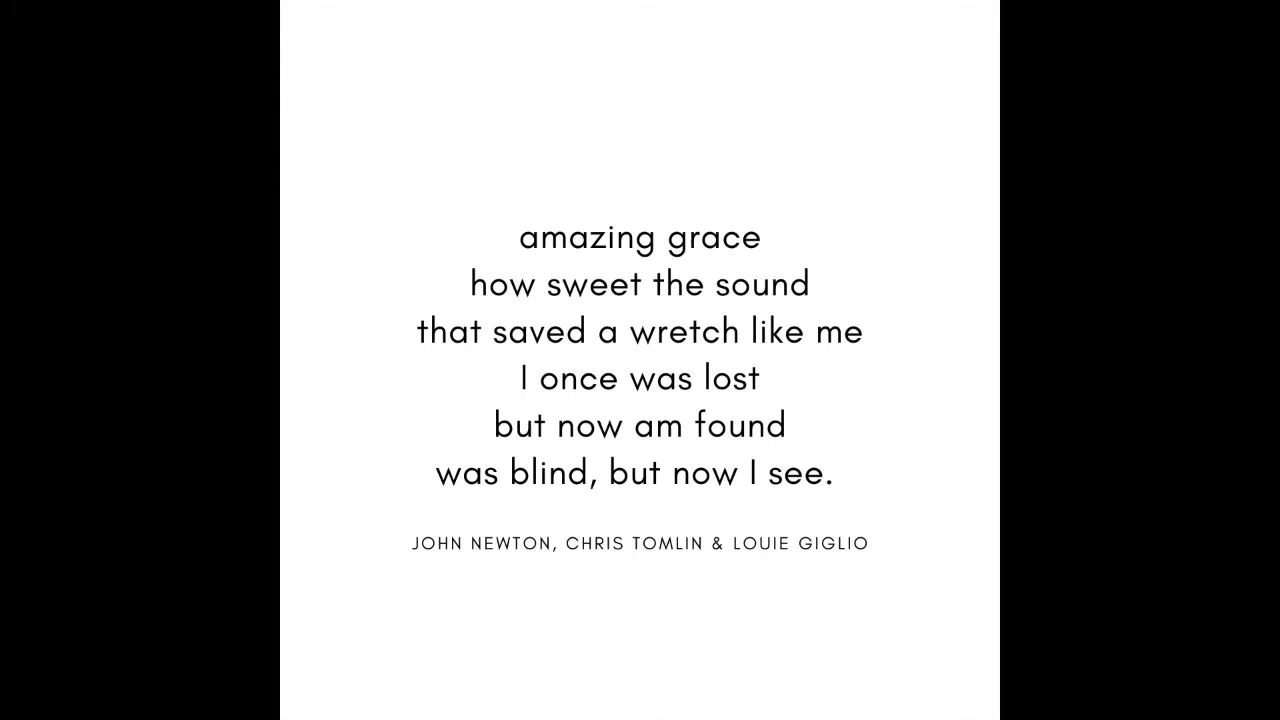 amazing grace
how sweet the sound
that saved a wretch like me
I once was lost
but now am found
was blind, but now I see.
JOHN NEWTON, CHRIS TOMLIN & LOUIE GIGLIO